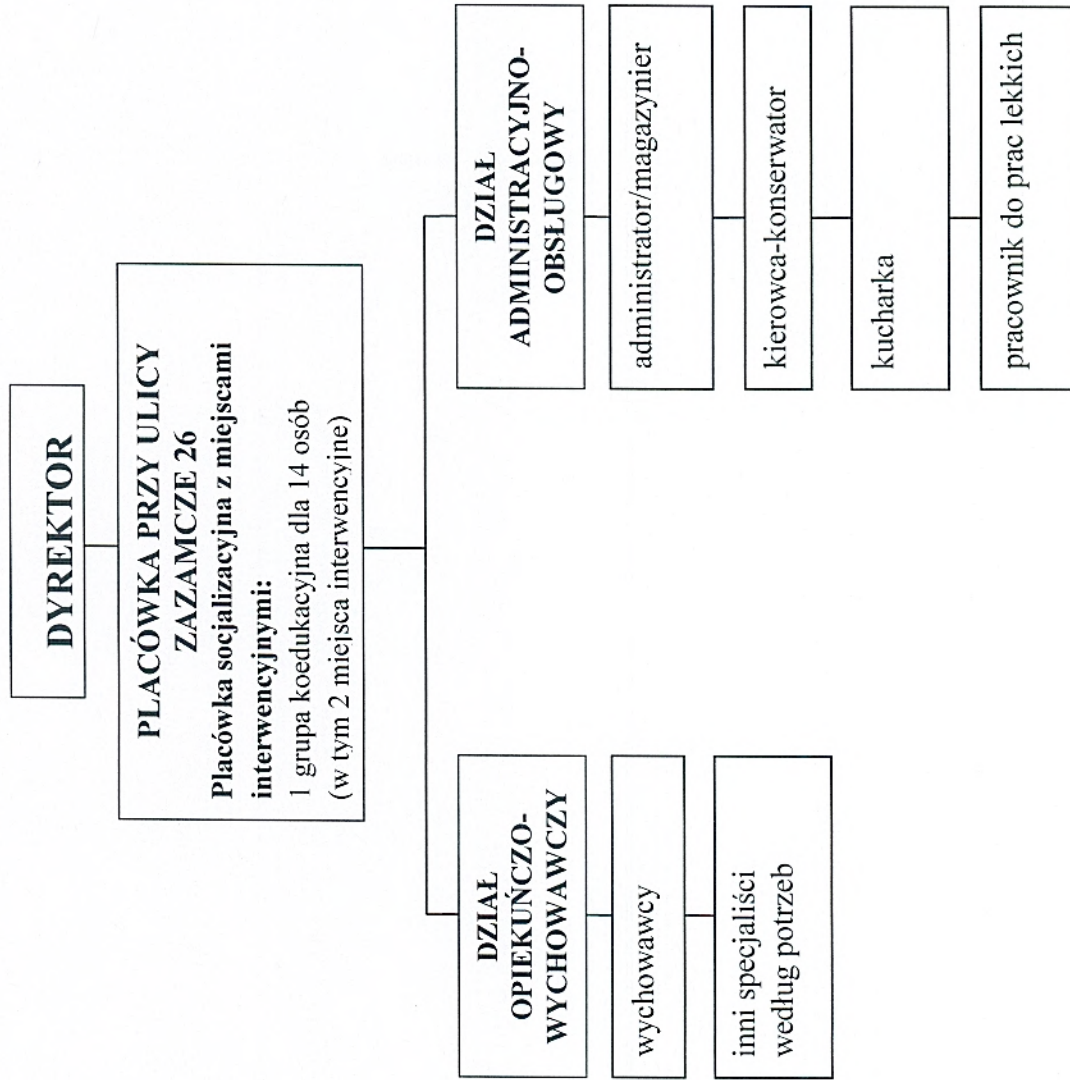 DYREKTOR
PLACÓWKA PRZY ULICY
ZAZAMCZE 26
Placówka socjalizacyjna z miejscami
interwencyjnymi:
1 grupa koedukacyjna dla 14 osób
(w tym 2 miejsca interwencyjne)
DZIAŁ
OPIEKUŃCZO-
WYCHOWAWCZY
wychowawcy
inni specjaliści
według potrzeb
DZIAŁ
ADMINISTRACYJNO-
OBSŁUGOWY
administrator/magazynier
kierowca-konserwator
kucharka
pracownik do prac lekkich